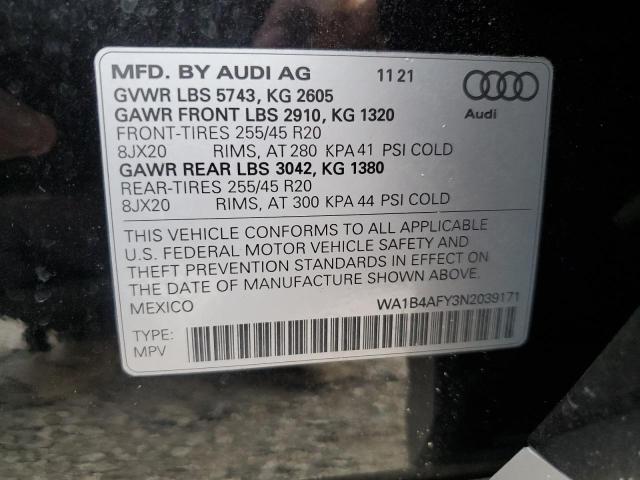 MFD. BY AUDI AG 11 21
GVWR LBS 5743, KG 2605
GAWR FRONT LBS 2910, KG 1320
FRONT-TIRES 255/45 R20
8JX20 RIMS, AT 280 KPA 41 PSI COLD
GAWR REAR LBS 3042, KG 1380
REAR-TIRES 255/45 R20
8JX20 RIMS, AT 300 KPA 44 PSI COLD
Audi
THIS VEHICLE CONFORMS TO ALL APPLICABLE
U.S. FEDERAL MOTOR VEHICLE SAFETY AND
THEFT PREVENTION STANDARDS IN EFFECT ON
THE DATE OF MANUFACTURE SHOWN ABOVE.
MEXICO WA1B4AFY3N2039171
TYPE:
MPV